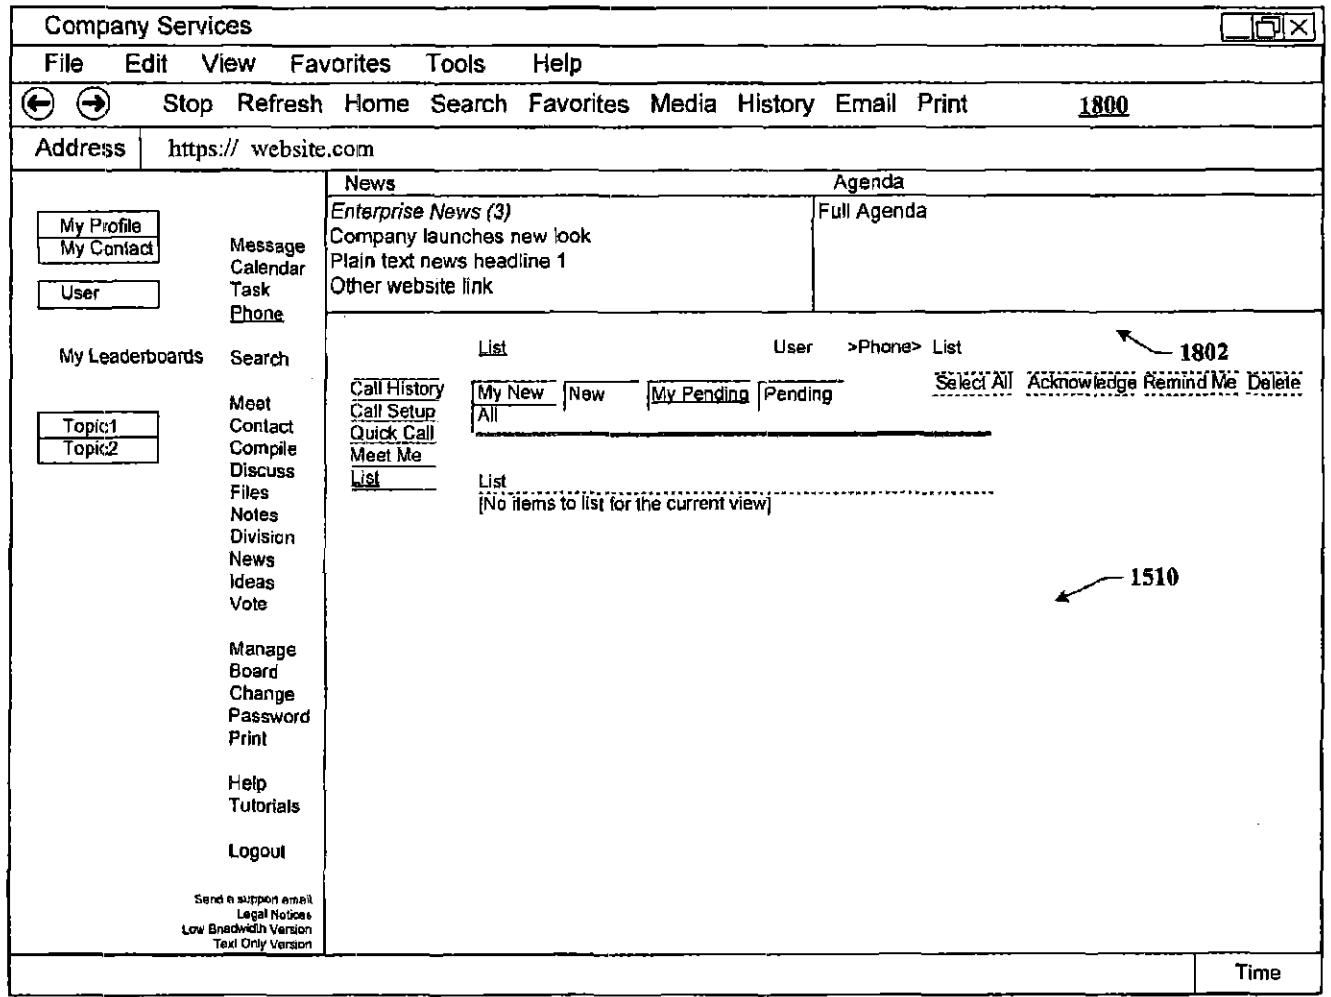 Company Services
File Edit View Favorites Tools Help
Stop Refresh Home Search Favorites Media History Email Print 1800
Address https:// website.com
My Profile
My Contact
User
My Leaderboards
Topic1
Topic2
Message
Calendar
Task
Phone
Search
Meet
Contact
Compile
Discuss
Files
Notes
Division
News
Ideas
Vote
Manage
Board
Change
Password
Print
Help
Tutorials
Logout
Send a support email
Legal Notices
Low Bnadwidth Version
Text Only Version
News Agenda
Enterprise News (3)
Company launches new look
Plain text news headline 1
Other website link
Full Agenda
List User >Phone> List
1802
Select All Acknowledge Remind Me Delete
Call History
Call Setup
Quick Call
Meet Me
List
My New New My Pending Pending
All
List
[No items to list for the current view]
1510
Time